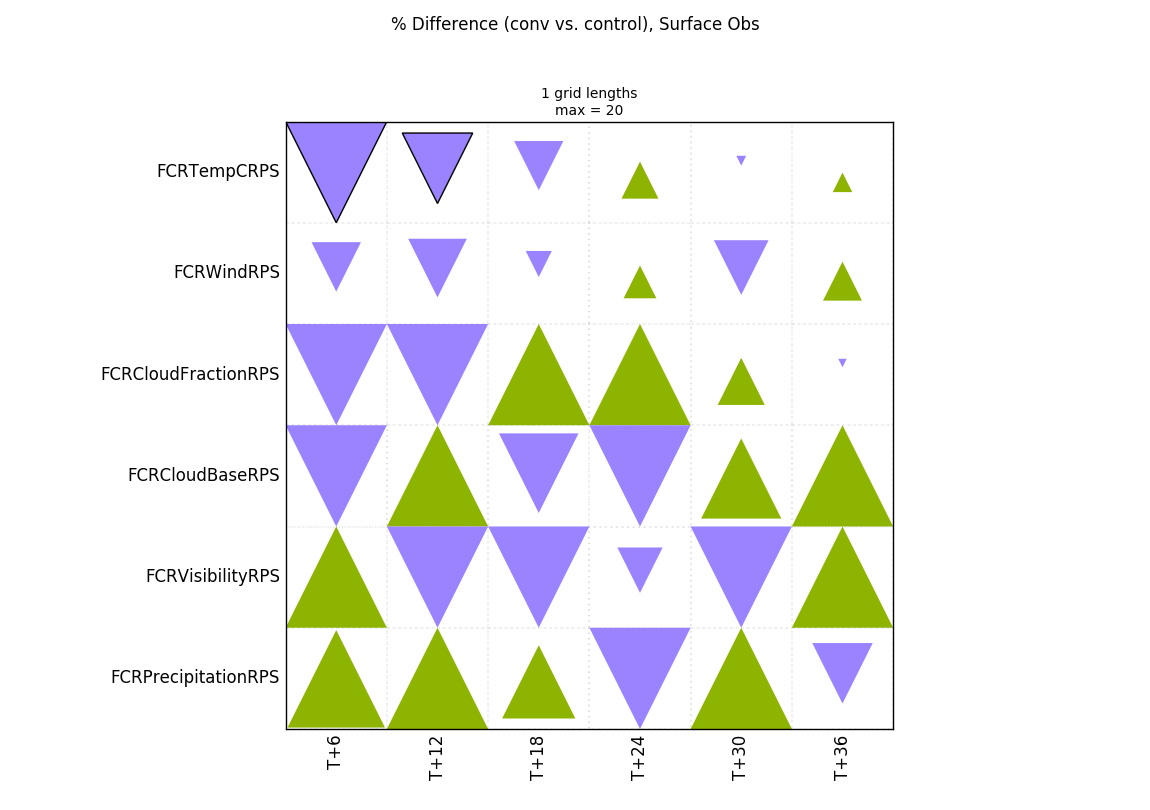 % Difference (conv vs. control), Surface Obs
1 grid lengths
max = 20
FCRTempCRPS
FCRWindRPS
FCRCloudFractionRPS
FCRCloudBaseRPS
FCRVisibilityRPS
FCRPrecipitationRPS
T+6
T+12
T+18
T+24
T+30
T+36